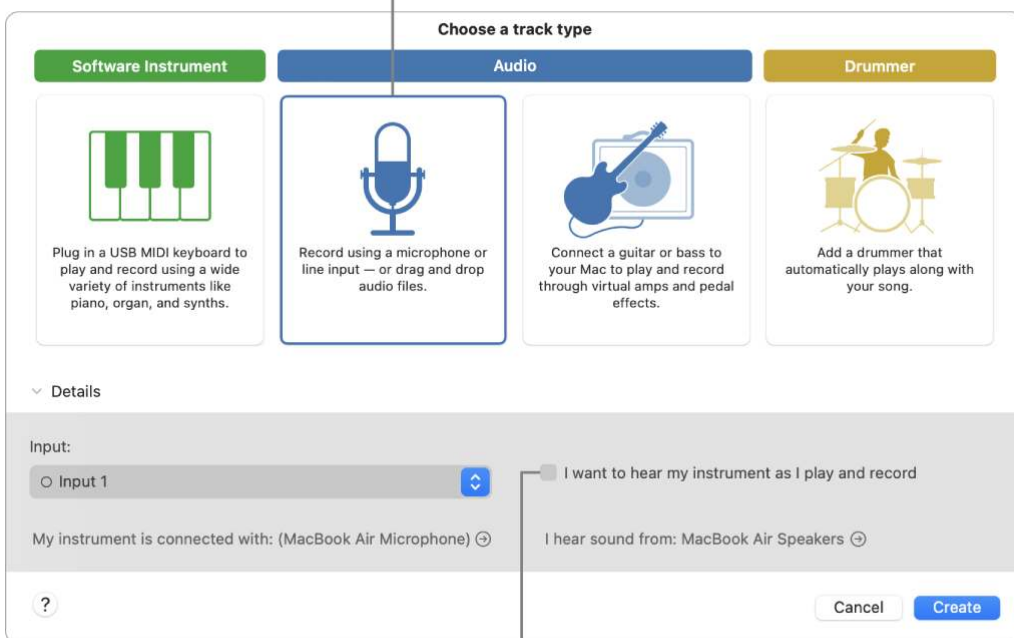 Choose a track type
Software Instrument
Audio
Drummer
Plug in a USB MIDI keyboard to
play and record using a wide
variety of instruments like
piano, organ, and synths.
Record using a microphone or
line input — or drag and drop
audio files.
Connect a guitar or bass to
your Mac to play and record
through virtual amps and pedal
effects.
Add a drummer that
automatically plays along with
your song.
Details
Input:
Input 1
I want to hear my instrument as I play and record
My instrument is connected with: (MacBook Air Microphone)
I hear sound from: MacBook Air Speakers
?
Cancel
Create